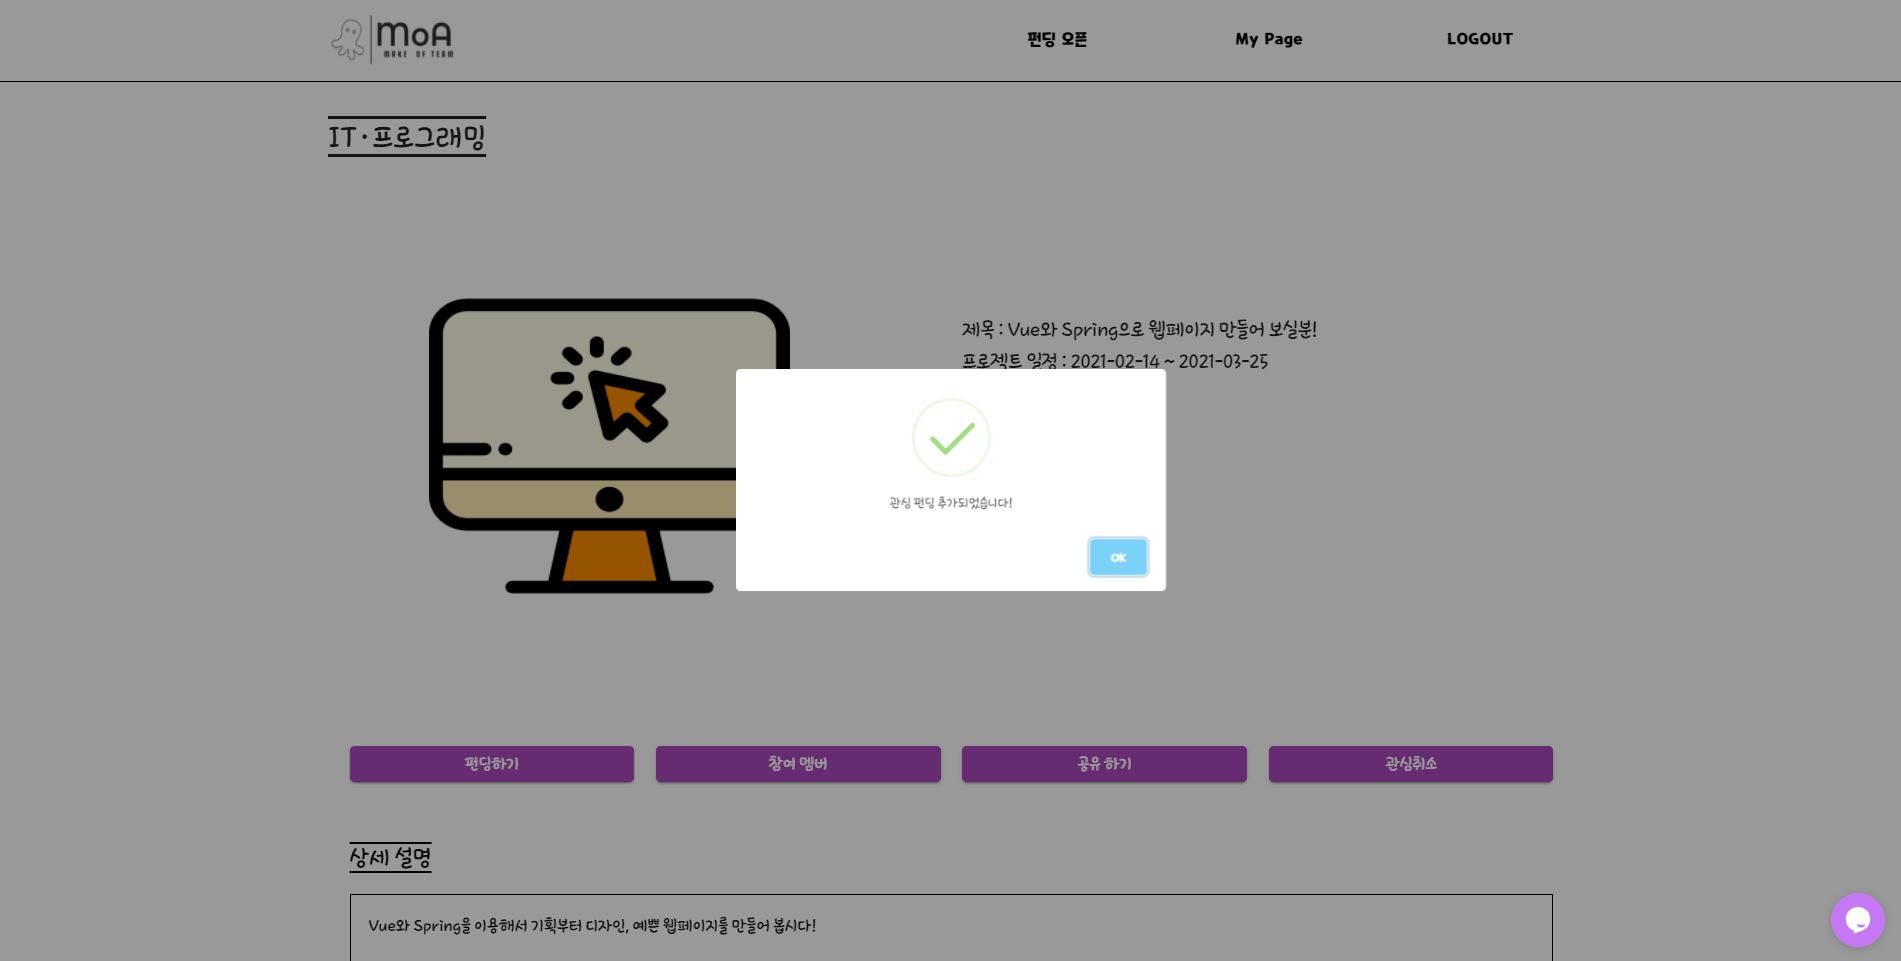 MOA
MAKE OF TEAM
펀딩 오픈
My Page
LOGOUT
IT · 프로그래밍
제목 : Vue와 Spring으로 웹페이지 만들어 보실분!
프로젝트 일정 : 2021-02-14 ~ 2021-03-25
관심 펀딩 추가되었습니다!
OK
펀딩하기
참여 멤버
공유 하기
관심취소
상세 설명
Vue와 Spring을 이용해서 기획부터 디자인, 예쁜 웹페이지를 만들어 봅시다!